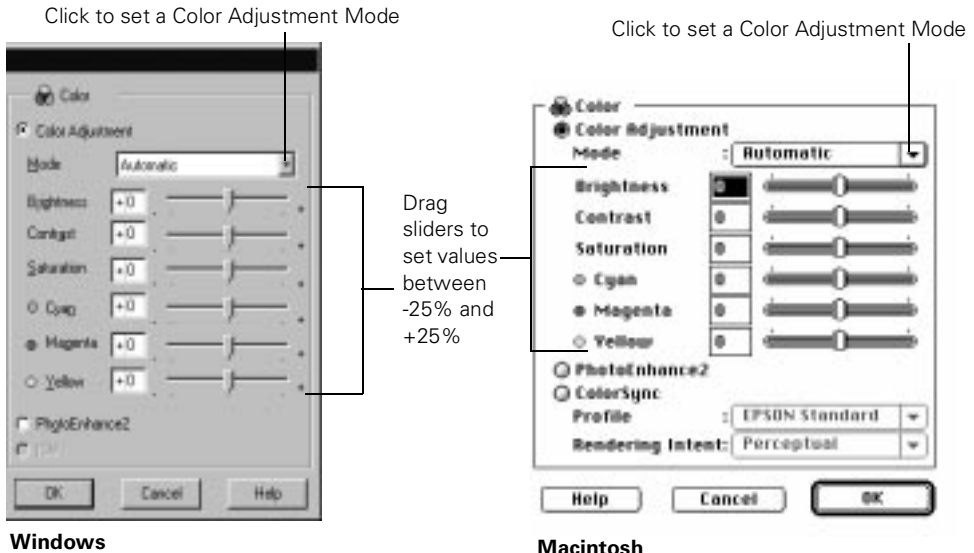 Click to set a Color Adjustment Mode
Color
Color Adjustment
Mode
Automatic
Brightness +0
Contrast +0
Saturation +0
Cyan +0
Magenta +0
Yellow +0
PhotoEnhance2
OK Cancel Help
Windows
Drag
sliders to
set values
between
-25% and
+25%
Click to set a Color Adjustment Mode
Color
Color Adjustment
Mode : Automatic
Brightness 0
Contrast 0
Saturation 0
Cyan 0
Magenta 0
Yellow 0
PhotoEnhance2
ColorSync
Profile : EPSON Standard
Rendering Intent: Perceptual
Help Cancel OK
Macintosh